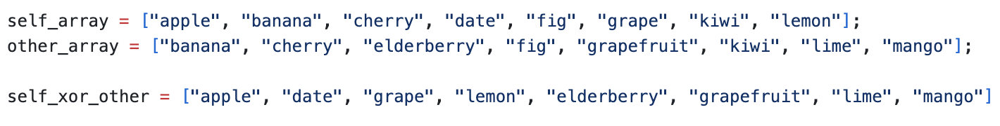 self_array = ["apple", "banana", "cherry", "date", "fig", "grape", "kiwi", "lemon"];
other_array = ["banana", "cherry", "elderberry", "fig", "grapefruit", "kiwi", "lime", "mango"];
self_xor_other = ["apple", "date", "grape", "lemon", "elderberry", "grapefruit", "lime", "mango"]